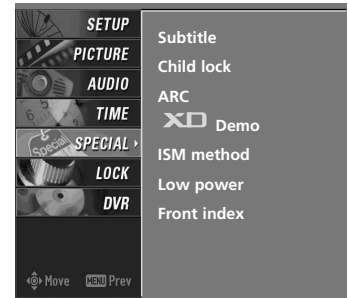 SETUP
PICTURE
AUDIO
TIME
SPECIAL
LOCK
DVR
Move MENU Prev
Subtitle
Child lock
ARC
XD Demo
ISM method
Low power
Front index